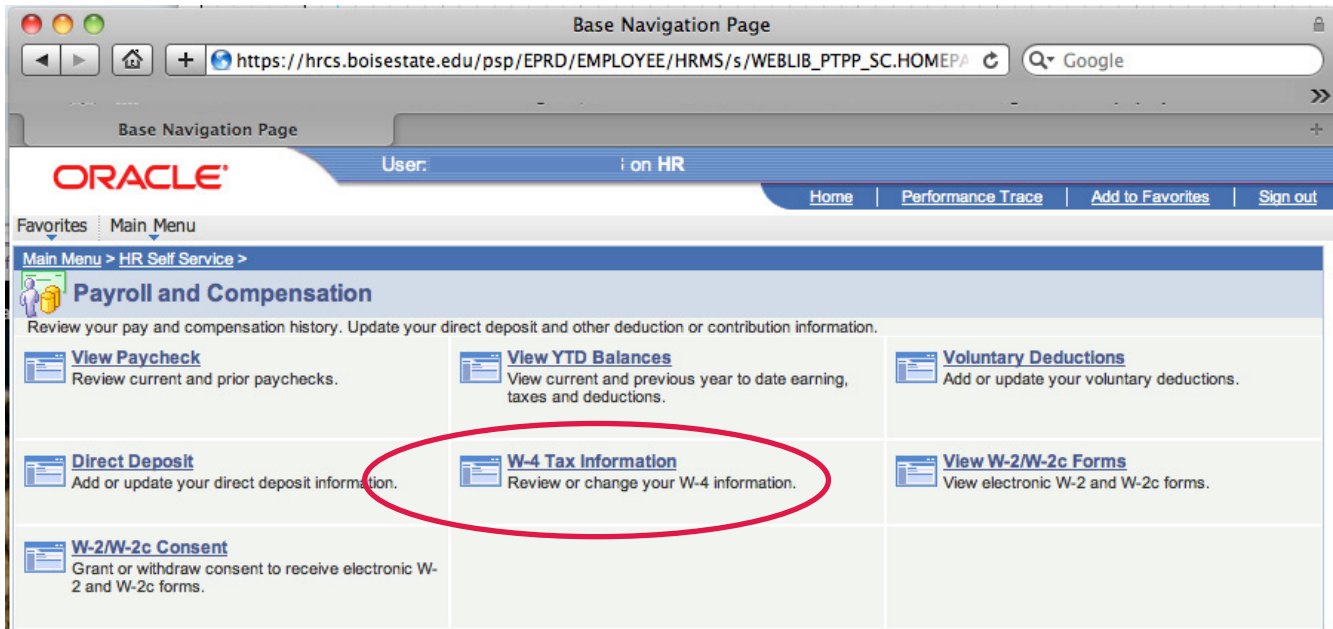 Base Navigation Page
https://hrcs.boisestate.edu/psp/EPRD/EMPLOYEE/HRMS/s/WEBLIB_PTPP_SC.HOMEPA
Google
Base Navigation Page
ORACLE
User: on HR
Home Performance Trace Add to Favorites Sign out
Favorites Main Menu
Main Menu > HR Self Service >
Payroll and Compensation
Review your pay and compensation history. Update your direct deposit and other deduction or contribution information.
View Paycheck
Review current and prior paychecks.
View YTD Balances
View current and previous year to date earning,
taxes and deductions.
Voluntary Deductions
Add or update your voluntary deductions.
Direct Deposit
Add or update your direct deposit information.
W-4 Tax Information
Review or change your W-4 information.
View W-2/W-2c Forms
View electronic W-2 and W-2c forms.
W-2/W-2c Consent
Grant or withdraw consent to receive electronic W-
2 and W-2c forms.